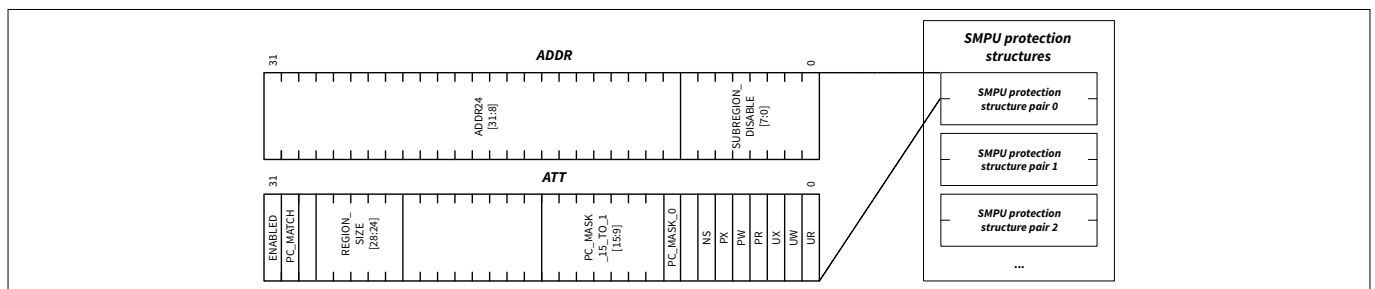 ADDR
31
0
ADDR24
[31:8]
SUBREGION_
DISABLE
[7:0]
ATT
31
0
ENABLED
PC_MATCH
REGION_
SIZE
[28:24]
PC_MASK
_15_TO_1
[15:9]
PC_MASK_0
NS
PX
PW
PR
UX
UW
UR
SMPU protection
structures
SMPU protection
structure pair 0
SMPU protection
structure pair 1
SMPU protection
structure pair 2
...